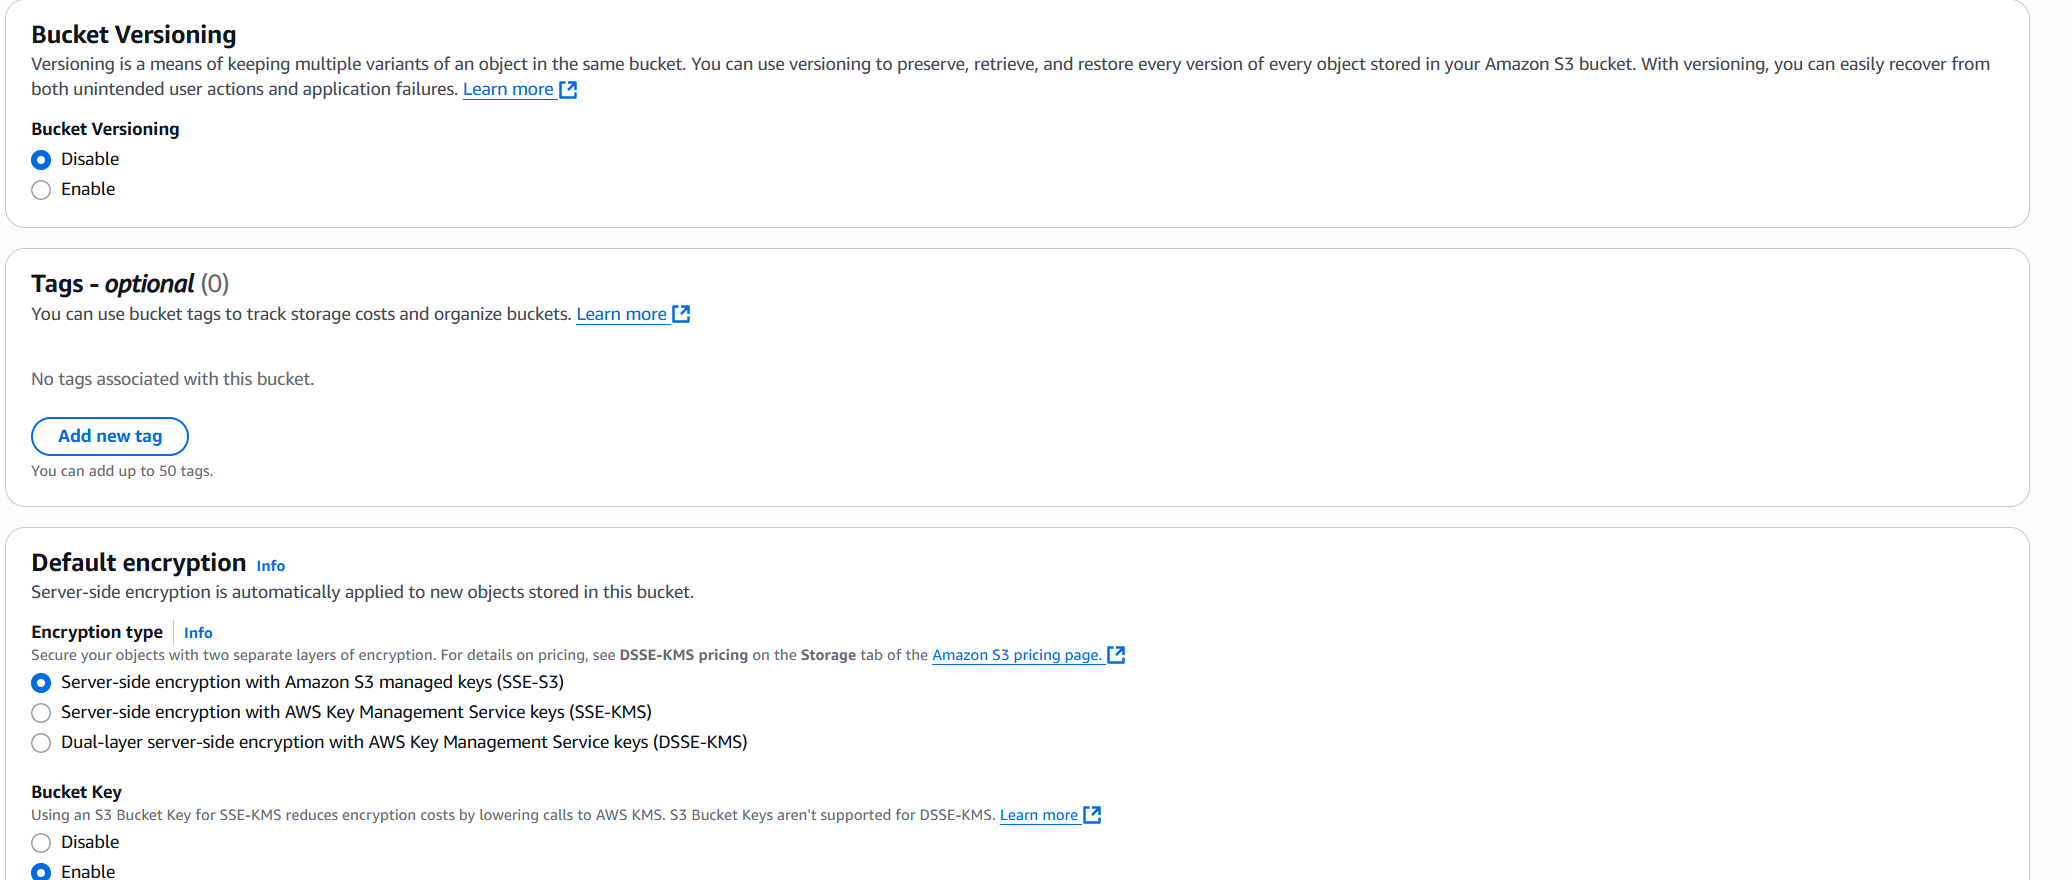 Bucket Versioning
Versioning is a means of keeping multiple variants of an object in the same bucket. You can use versioning to preserve, retrieve, and restore every version of every object stored in your Amazon S3 bucket. With versioning, you can easily recover from
both unintended user actions and application failures. Learn more
Bucket Versioning
Disable
Enable
Tags - optional (0)
You can use bucket tags to track storage costs and organize buckets. Learn more
No tags associated with this bucket.
Add new tag
You can add up to 50 tags.
Default encryption Info
Server-side encryption is automatically applied to new objects stored in this bucket.
Encryption type Info
Secure your objects with two separate layers of encryption. For details on pricing, see DSSE-KMS pricing on the Storage tab of the Amazon S3 pricing page.
Server-side encryption with Amazon S3 managed keys (SSE-S3)
Server-side encryption with AWS Key Management Service keys (SSE-KMS)
Dual-layer server-side encryption with AWS Key Management Service keys (DSSE-KMS)
Bucket Key
Using an S3 Bucket Key for SSE-KMS reduces encryption costs by lowering calls to AWS KMS. S3 Bucket Keys aren't supported for DSSE-KMS. Learn more
Disable
Enable